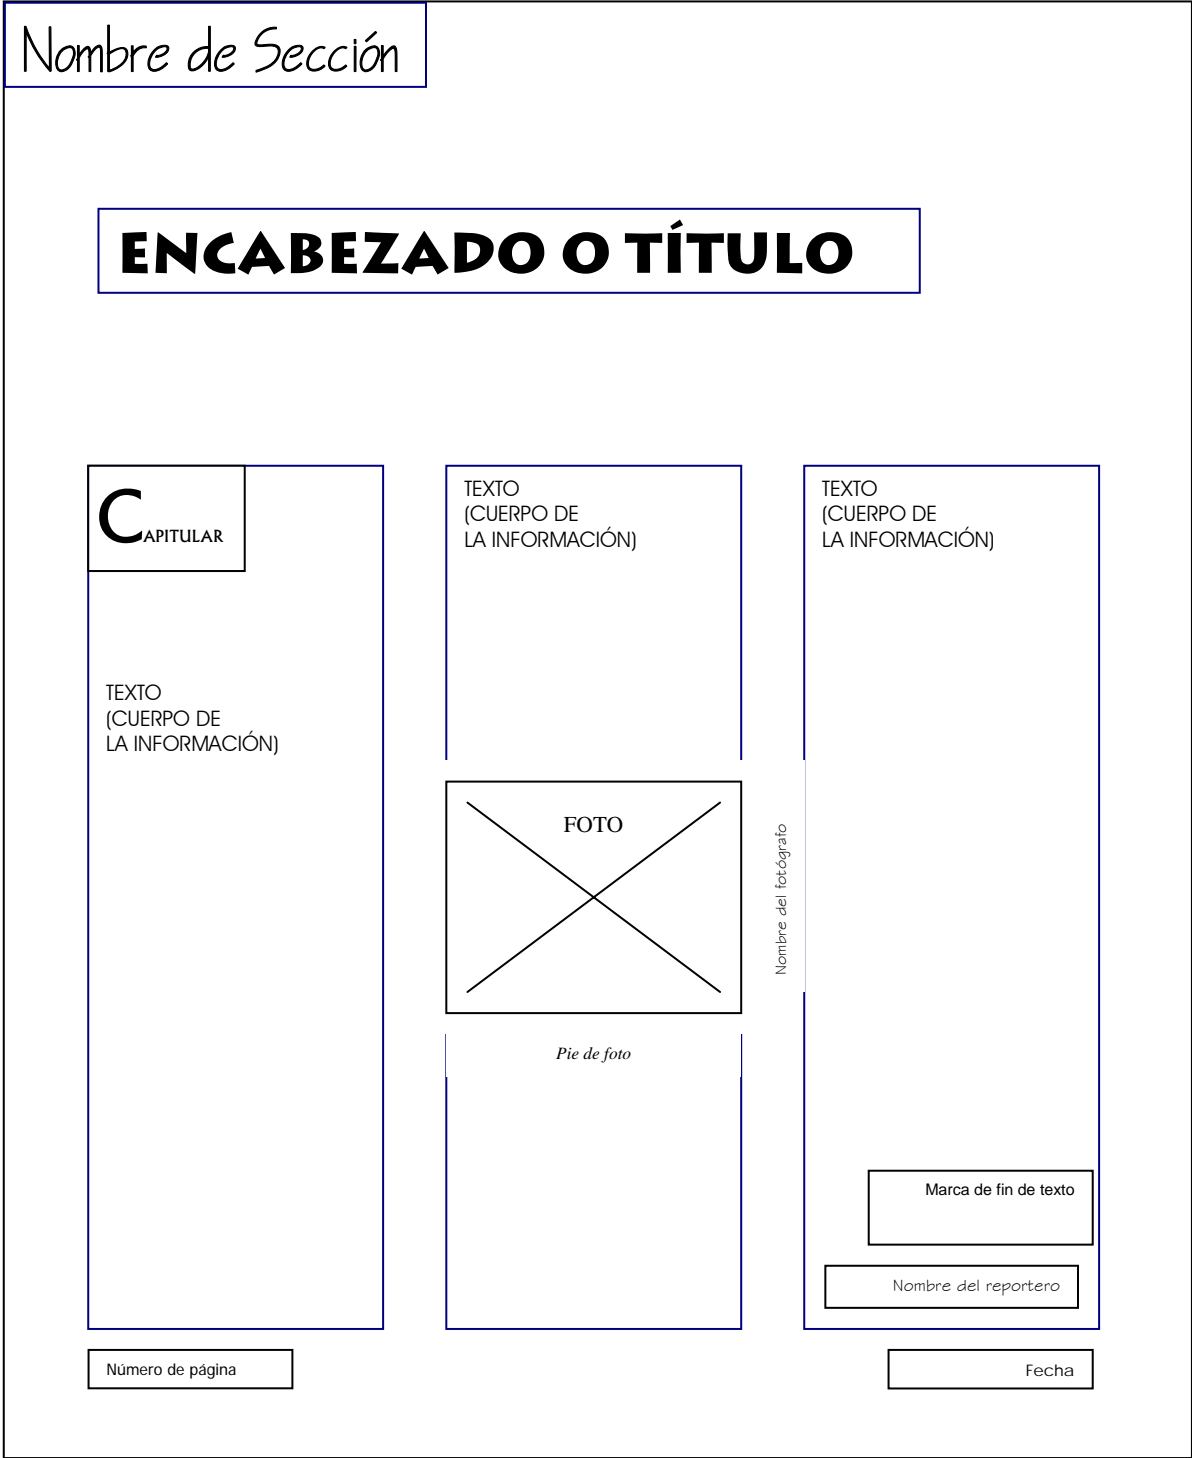 Nombre de Sección
ENCABEZADO O TÍTULO
CAPITULAR
TEXTO
(CUERPO DE
LA INFORMACIÓN)
TEXTO
(CUERPO DE
LA INFORMACIÓN)
FOTO
Nombre del fotógrafo
Pie de foto
TEXTO
(CUERPO DE
LA INFORMACIÓN)
Marca de fin de texto
Nombre del reportero
Número de página
Fecha